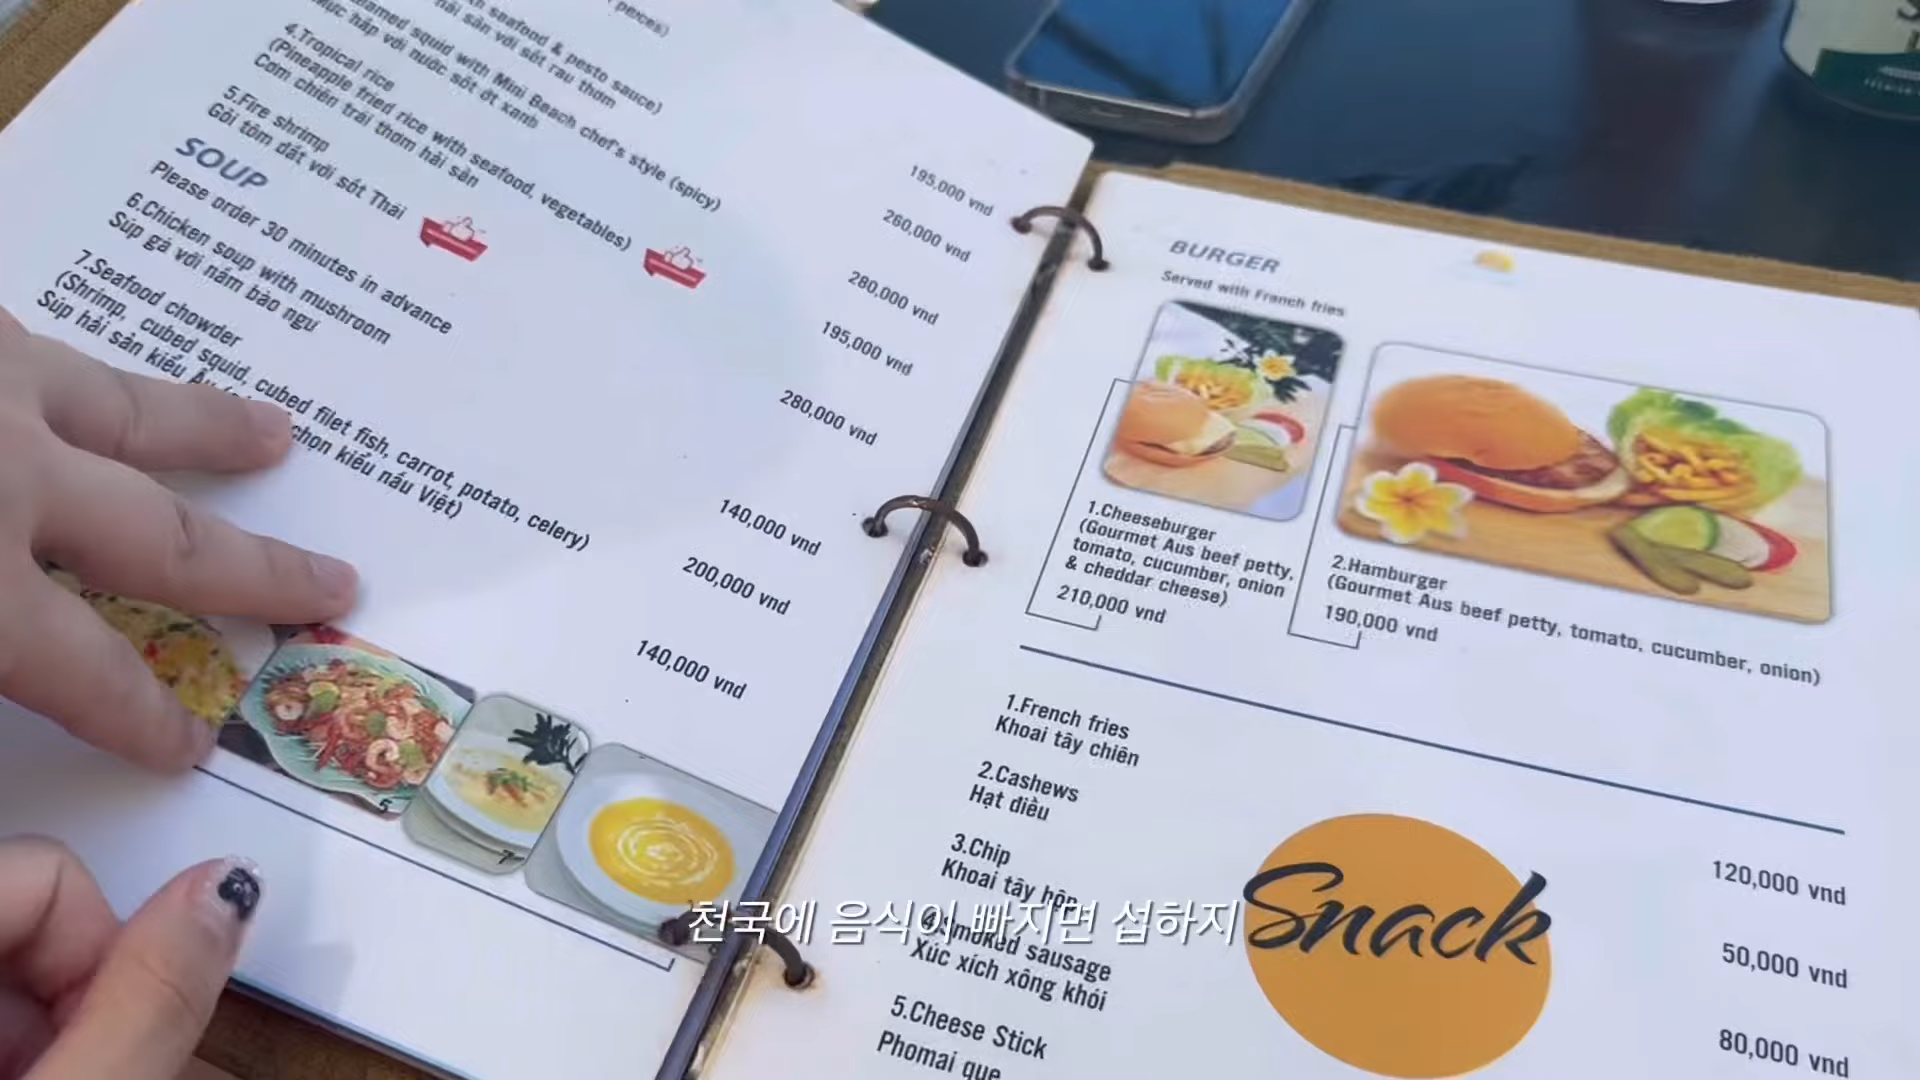 seafood & pesto sauce)
hải sản với sốt rau thơm
squid with Mini Beach chef's style (spicy)
Mực hấp với nước sốt ớt xanh
4.Tropical rice
(Pineapple fried rice with seafood, vegetables)
Cơm chiên trái thơm hải sản
5.Fire shrimp
Gỏi tôm đất với sốt Thái
SOUP
Please order 30 minutes in advance
6.Chicken soup with mushroom
Súp gà với nấm bào ngư
7.Seafood chowder
(Shrimp, cubed squid, cubed filet fish, carrot, potato, celery)
Súp hải sản kiểu Âu
chọn kiểu nấu Việt)
195,000 vnd
260,000 vnd
280,000 vnd
195,000 vnd
280,000 vnd
140,000 vnd
200,000 vnd
140,000 vnd
5
7
BURGER
Served with Franch fries
1.Cheeseburger
(Gourmet Aus beef petty,
tomato, cucumber, onion
& cheddar cheese)
210,000 vnd
2.Hamburger
(Gourmet Aus beef petty, tomato, cucumber, onion)
190,000 vnd
1.French fries
Khoai tây chiên
120,000 vnd
2.Cashews
Hạt điều
50,000 vnd
3.Chip
Khoai tây hộp
80,000 vnd
4.Smoked sausage
Xúc xích xông khói
5.Cheese Stick
Phomai que
Snack
천국에 음식이 빠지면 섭하지